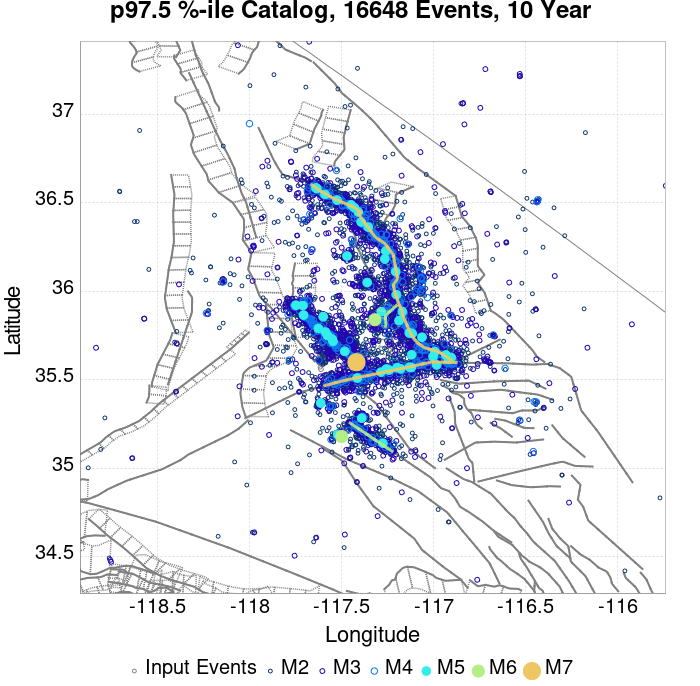 p97.5 %-ile Catalog, 16648 Events, 10 Year
Latitude
37
36.5
36
35.5
35
34.5
-118.5 -118 -117.5 -117 -116.5 -116
Longitude
Input Events M2 M3 M4 M5 M6 M7